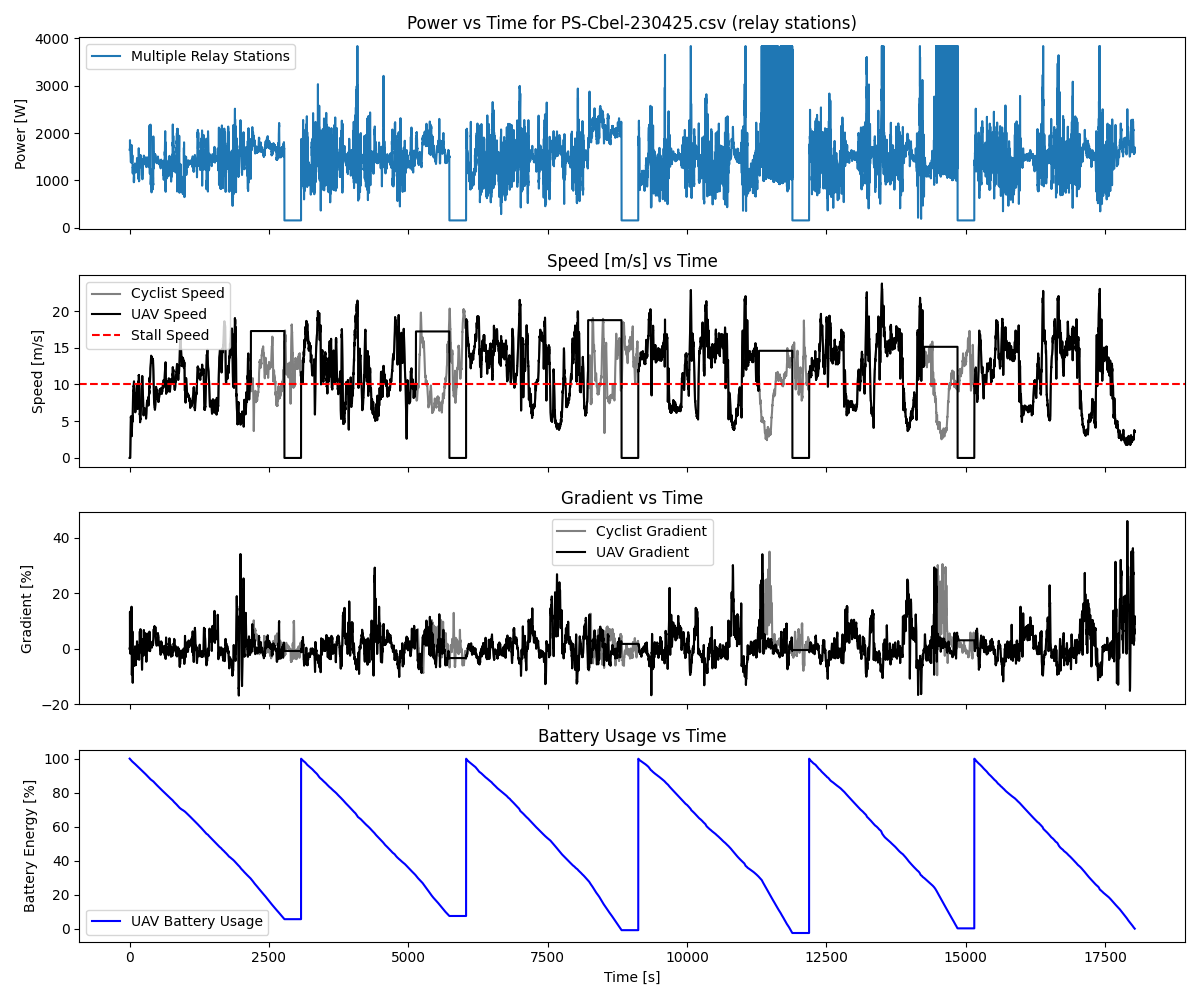 Power vs Time for PS-Cbel-230425.csv (relay stations)
4000
3000
2000
1000
0
Power [W]
Multiple Relay Stations
Speed [m/s] vs Time
20
15
10
5
0
Speed [m/s]
Cyclist Speed
UAV Speed
Stall Speed
Gradient vs Time
40
20
0
−20
Gradient [%]
Cyclist Gradient
UAV Gradient
Battery Usage vs Time
100
80
60
40
20
0
Battery Energy [%]
UAV Battery Usage
0 2500 5000 7500 10000 12500 15000 17500
Time [s]